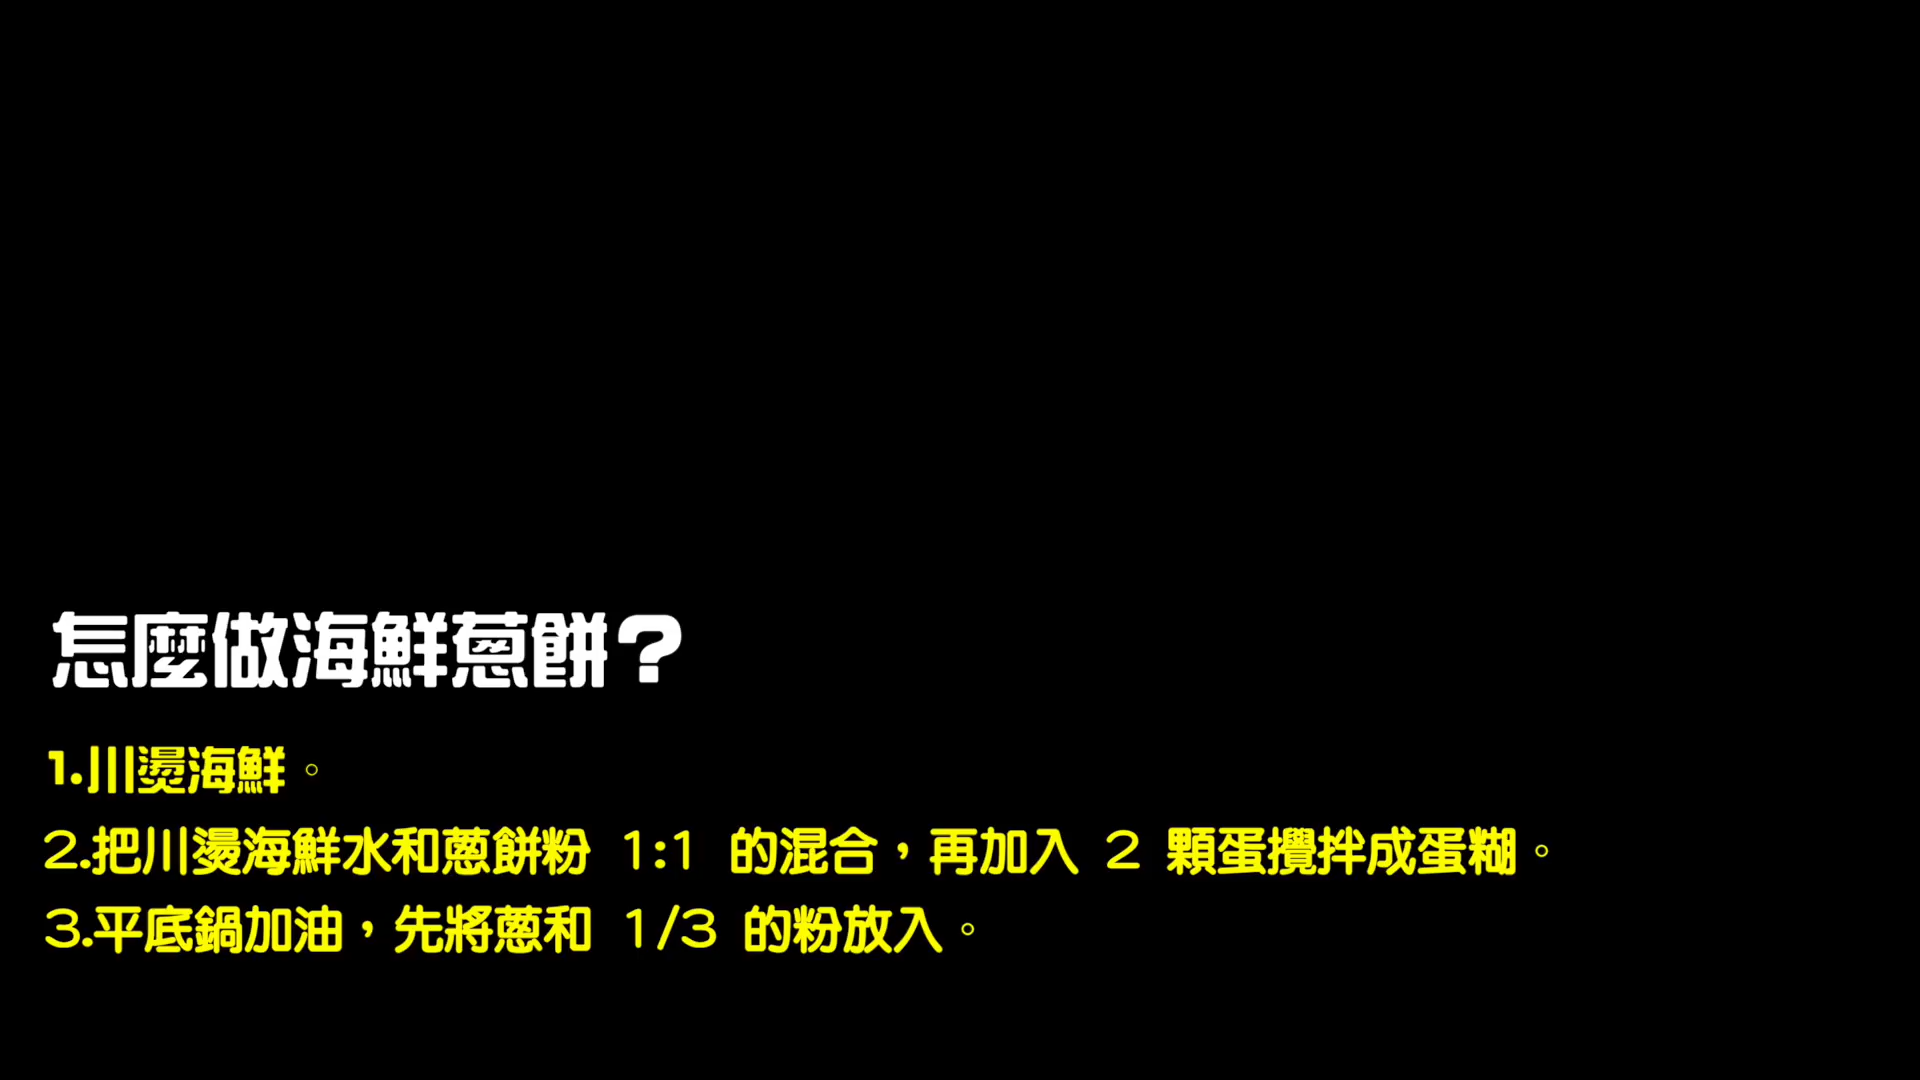 怎麼做海鮮蔥餅?
1.川燙海鮮。
2.把川燙海鮮水和蔥餅粉 1:1 的混合，再加入 2 顆蛋攪拌成蛋糊。
3.平底鍋加油，先將蔥和 1/3 的粉放入。